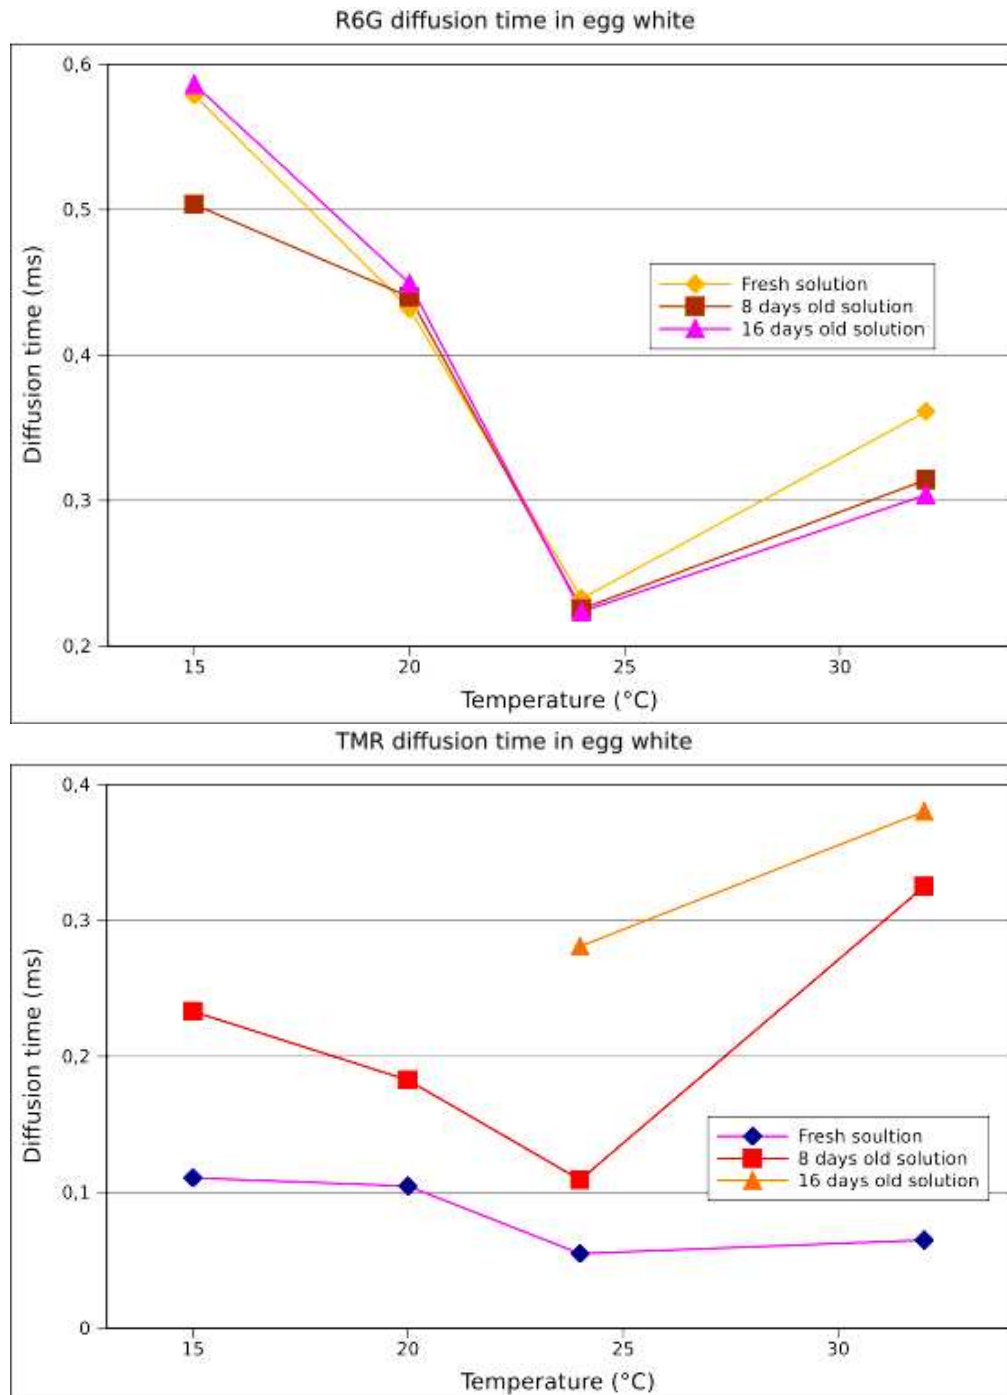 R6G diffusion time in egg white
0,6
0,5
0,4
0,3
0,2
Diffusion time (ms)
Fresh solution
8 days old solution
16 days old solution
15
20
25
30
Temperature (°C)
TMR diffusion time in egg white
0,4
0,3
0,2
0,1
0
Diffusion time (ms)
Fresh soultion
8 days old solution
16 days old solution
15
20
25
30
Temperature (°C)